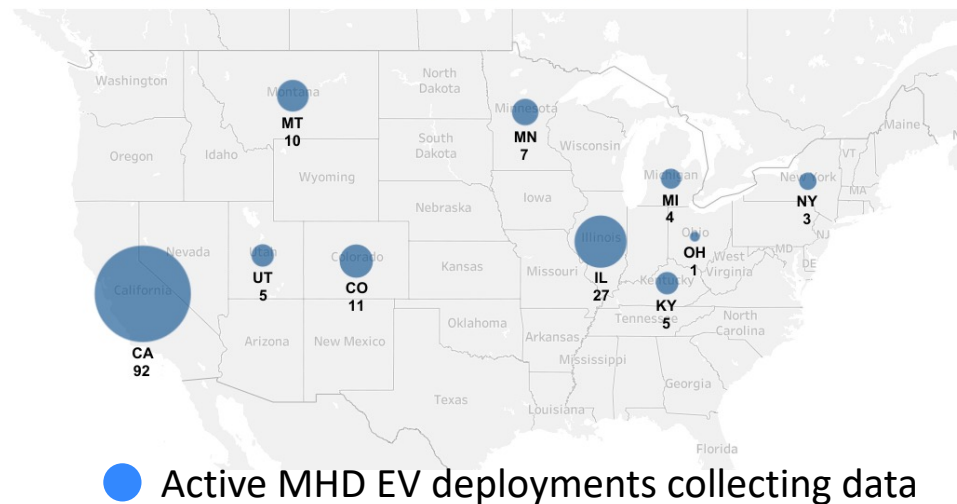 Washington
Montana
MT
10
North
Dakota
Minnesota
MN
7
Oregon
Idaho
Wyoming
South
Dakota
Wisconsin
Michigan
MI
4
Maine
VT
New York
NY
3
MA
Nevada
Utah
UT
5
Colorado
CO
11
Nebraska
Iowa
Illinois
IL
27
Ohio
OH
1
NJ
MD
DE
California
CA
92
Kansas
Missouri
Kentucky
KY
5
West
Virginia
Arizona
New Mexico
Oklahoma
Arkansas
Tennessee
North
Carolina
Mississippi
Texas
Louisiana
Georgia
Florida
Active MHD EV deployments collecting data